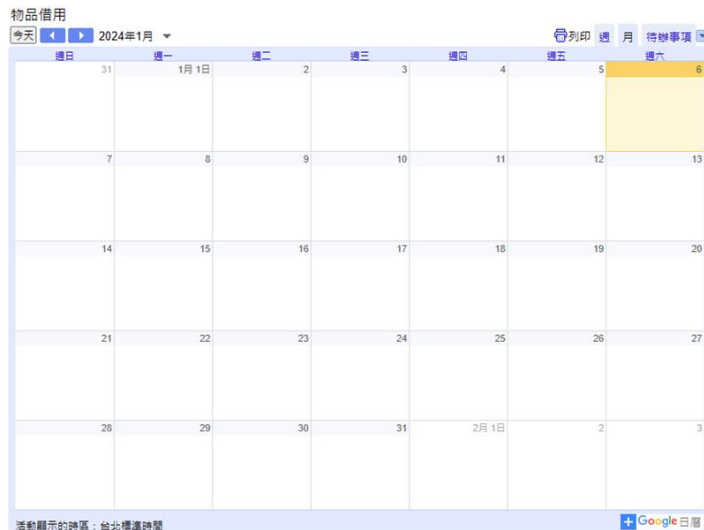 物品借用
今天 2024年1月 列印 週 月 待辦事項
週日 週一 週二 週三 週四 週五 週六
31 1月 1日 2 3 4 5 6
7 8 9 10 11 12 13
14 15 16 17 18 19 20
21 22 23 24 25 26 27
28 29 30 31 2月 1日 2 3
活動顯示的時區：台北標準時間
Google 日曆